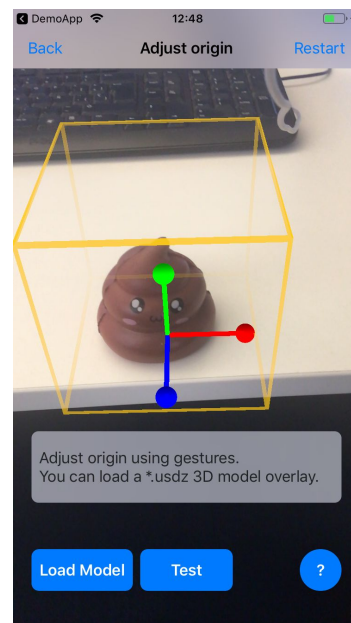 DemoApp
12:48
Back
Adjust origin
Restart
Adjust origin using gestures.
You can load a *.usdz 3D model overlay.
Load Model
Test
?